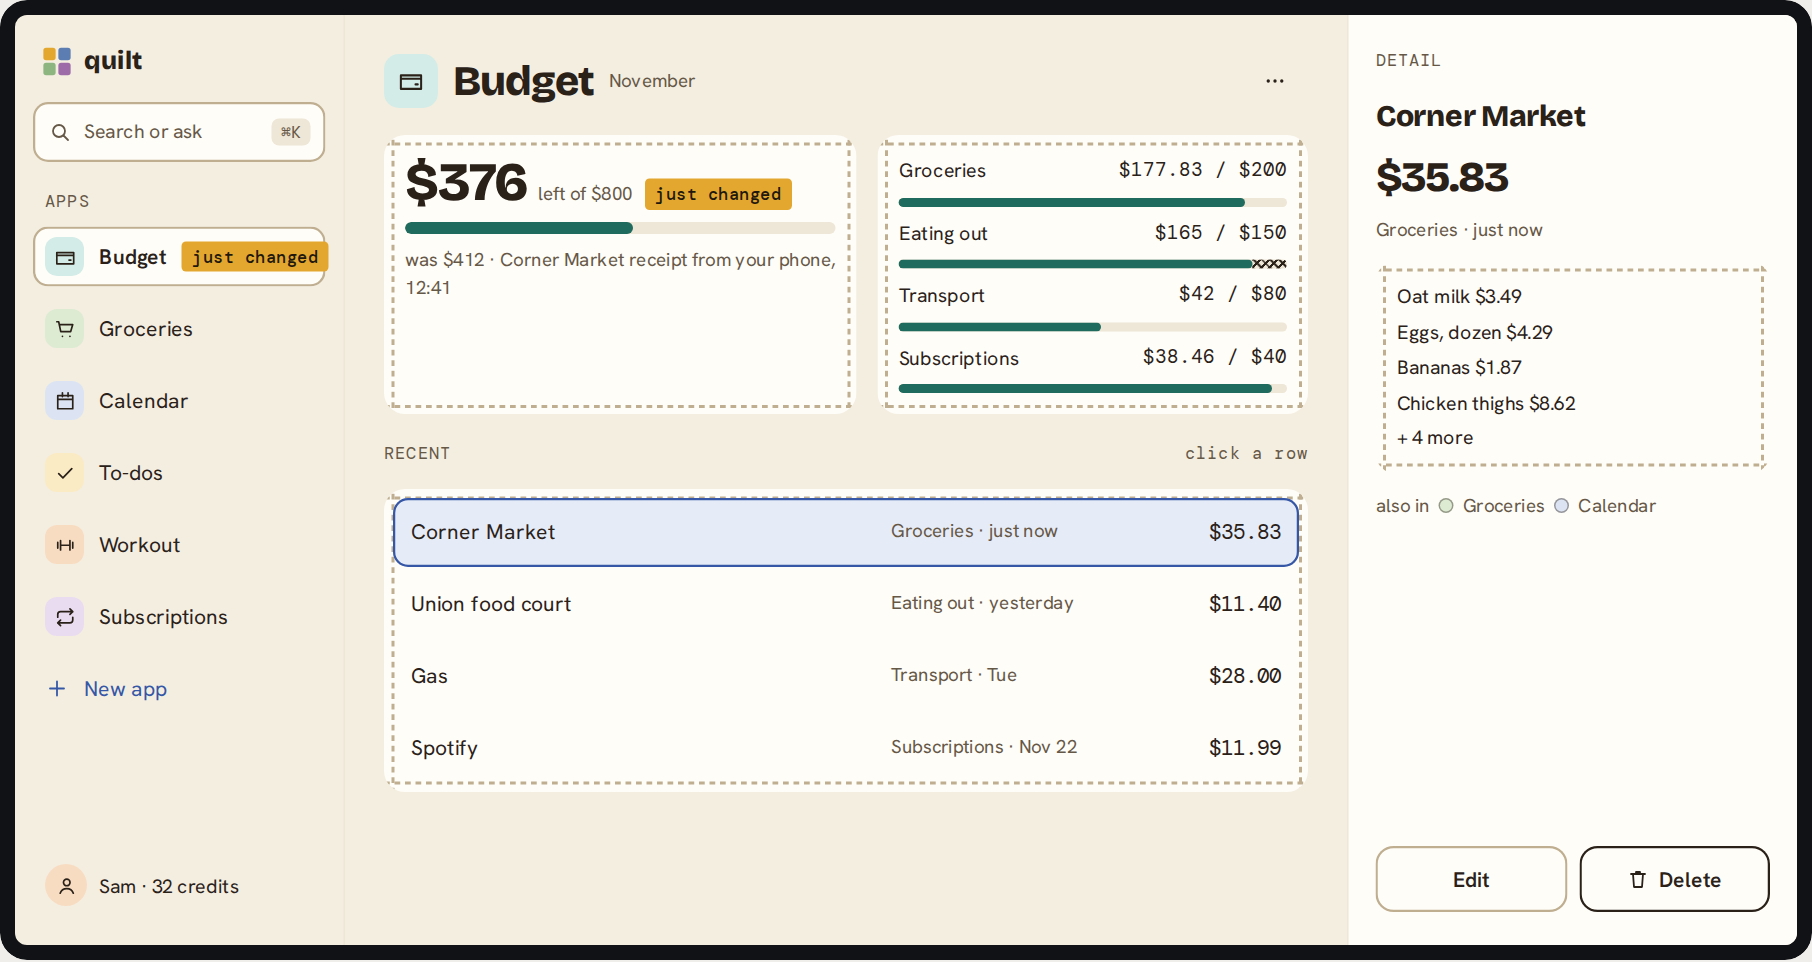 quilt
Search or ask ⌘K
APPS
Budget just changed
Groceries
Calendar
To-dos
Workout
Subscriptions
New app
Sam · 32 credits
Budget November
$376 left of $800 just changed
was $412 · Corner Market receipt from your phone,
12:41
Groceries $177.83 / $200
Eating out $165 / $150
Transport $42 / $80
Subscriptions $38.46 / $40
RECENT click a row
Corner Market Groceries · just now $35.83
Union food court Eating out · yesterday $11.40
Gas Transport · Tue $28.00
Spotify Subscriptions · Nov 22 $11.99
DETAIL
Corner Market
$35.83
Groceries · just now
Oat milk $3.49
Eggs, dozen $4.29
Bananas $1.87
Chicken thighs $8.62
+ 4 more
also in Groceries Calendar
Edit Delete